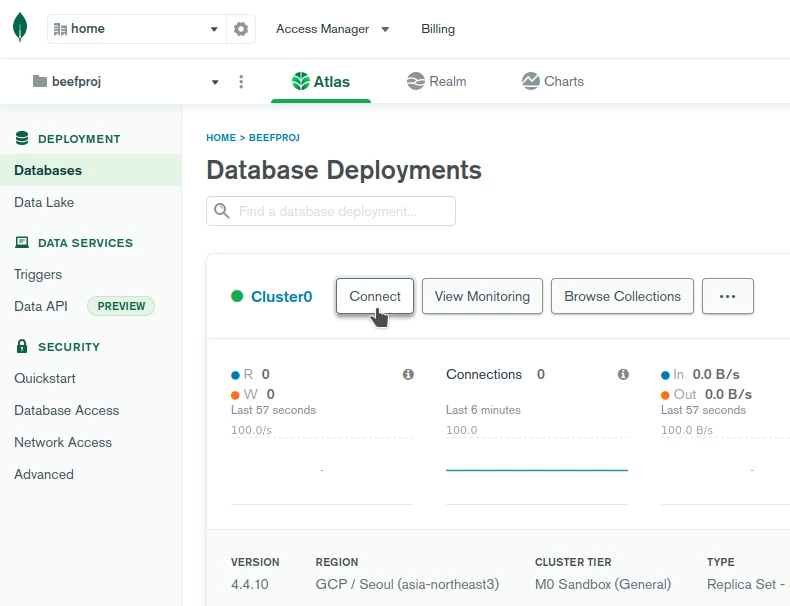 home
Access Manager
Billing
beefproj
Atlas
Realm
Charts
DEPLOYMENT
Databases
Data Lake
DATA SERVICES
Triggers
Data API PREVIEW
SECURITY
Quickstart
Database Access
Network Access
Advanced
HOME > BEEFPROJ
Database Deployments
Find a database deployment...
Cluster0
Connect
View Monitoring
Browse Collections
...
R 0
W 0
Last 57 seconds
100.0/s
Connections 0
Last 6 minutes
100.0
In 0.0 B/s
Out 0.0 B/s
Last 57 seconds
100.0 B/s
VERSION
4.4.10
REGION
GCP / Seoul (asia-northeast3)
CLUSTER TIER
M0 Sandbox (General)
TYPE
Replica Set -